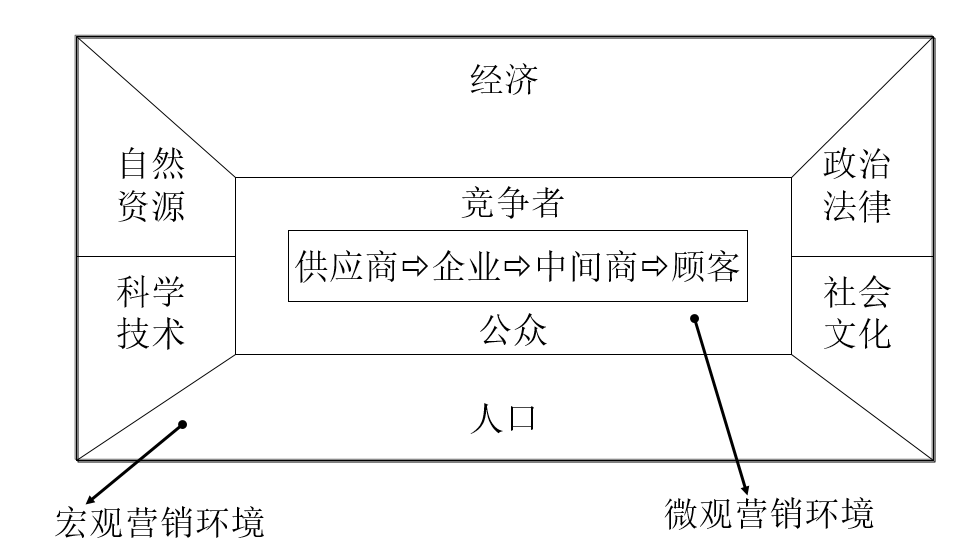 经济
自然
资源
政治
法律
竞争者
供应商⇨企业⇨中间商⇨顾客
科学
技术
社会
文化
公众
人口
宏观营销环境
微观营销环境